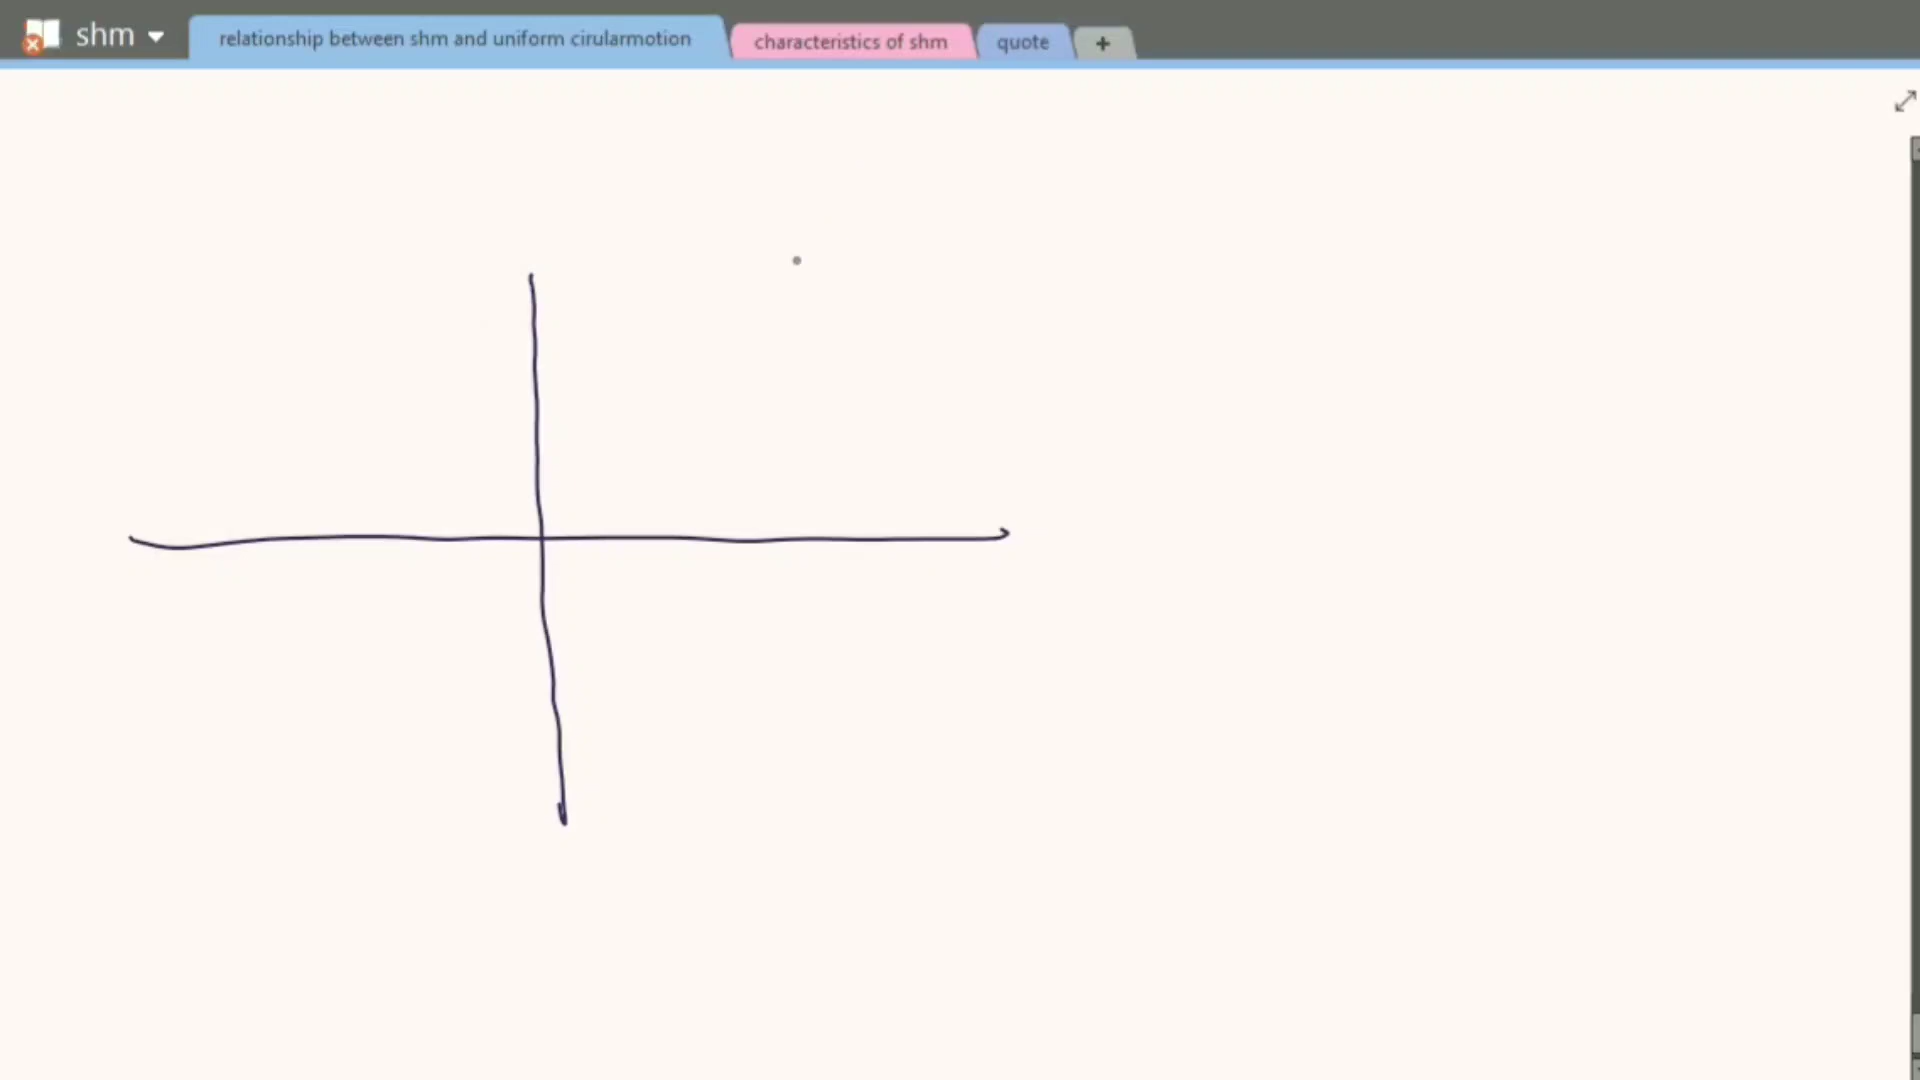 shm
relationship between shm and uniform cirularmotion
characteristics of shm
quote
+